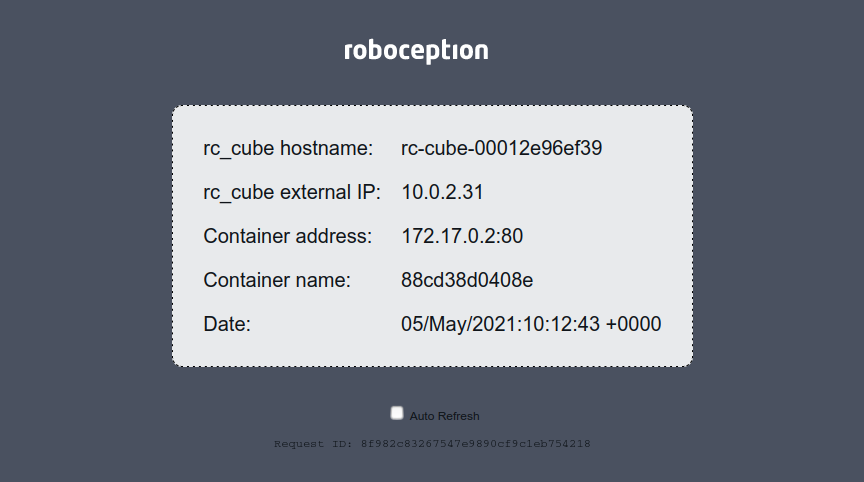 roboception
rc_cube hostname: rc-cube-00012e96ef39
rc_cube external IP: 10.0.2.31
Container address: 172.17.0.2:80
Container name: 88cd38d0408e
Date: 05/May/2021:10:12:43 +0000
Auto Refresh
Request ID: 8f982c83267547e9890cf9c1eb754218